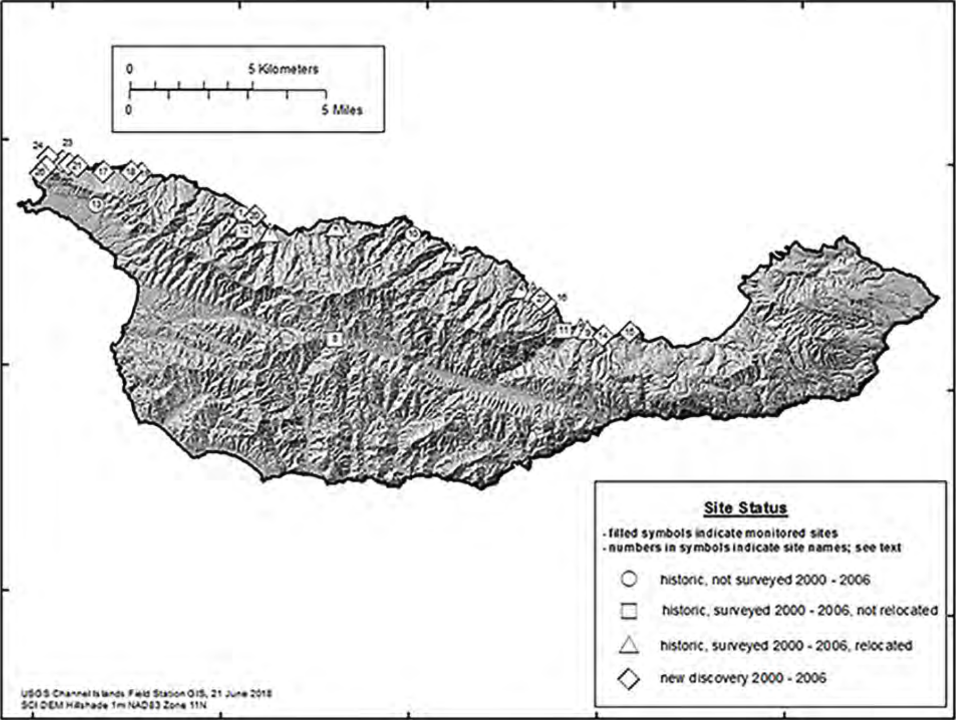 0 5 Kilometers
0 5 Miles
24 23
21 17 18
13
12
16
8 11 14 15
Site Status
- filled symbols indicate monitored sites
- numbers in symbols indicate site names; see text
historic, not surveyed 2000 - 2006
historic, surveyed 2000 - 2006, not relocated
historic, surveyed 2000 - 2006, relocated
new discovery 2000 - 2006
USGS Channel Islands Field Station GIS, 21 June 2018
SCI DEM Hillshade 1m NAD83 Zone 11N